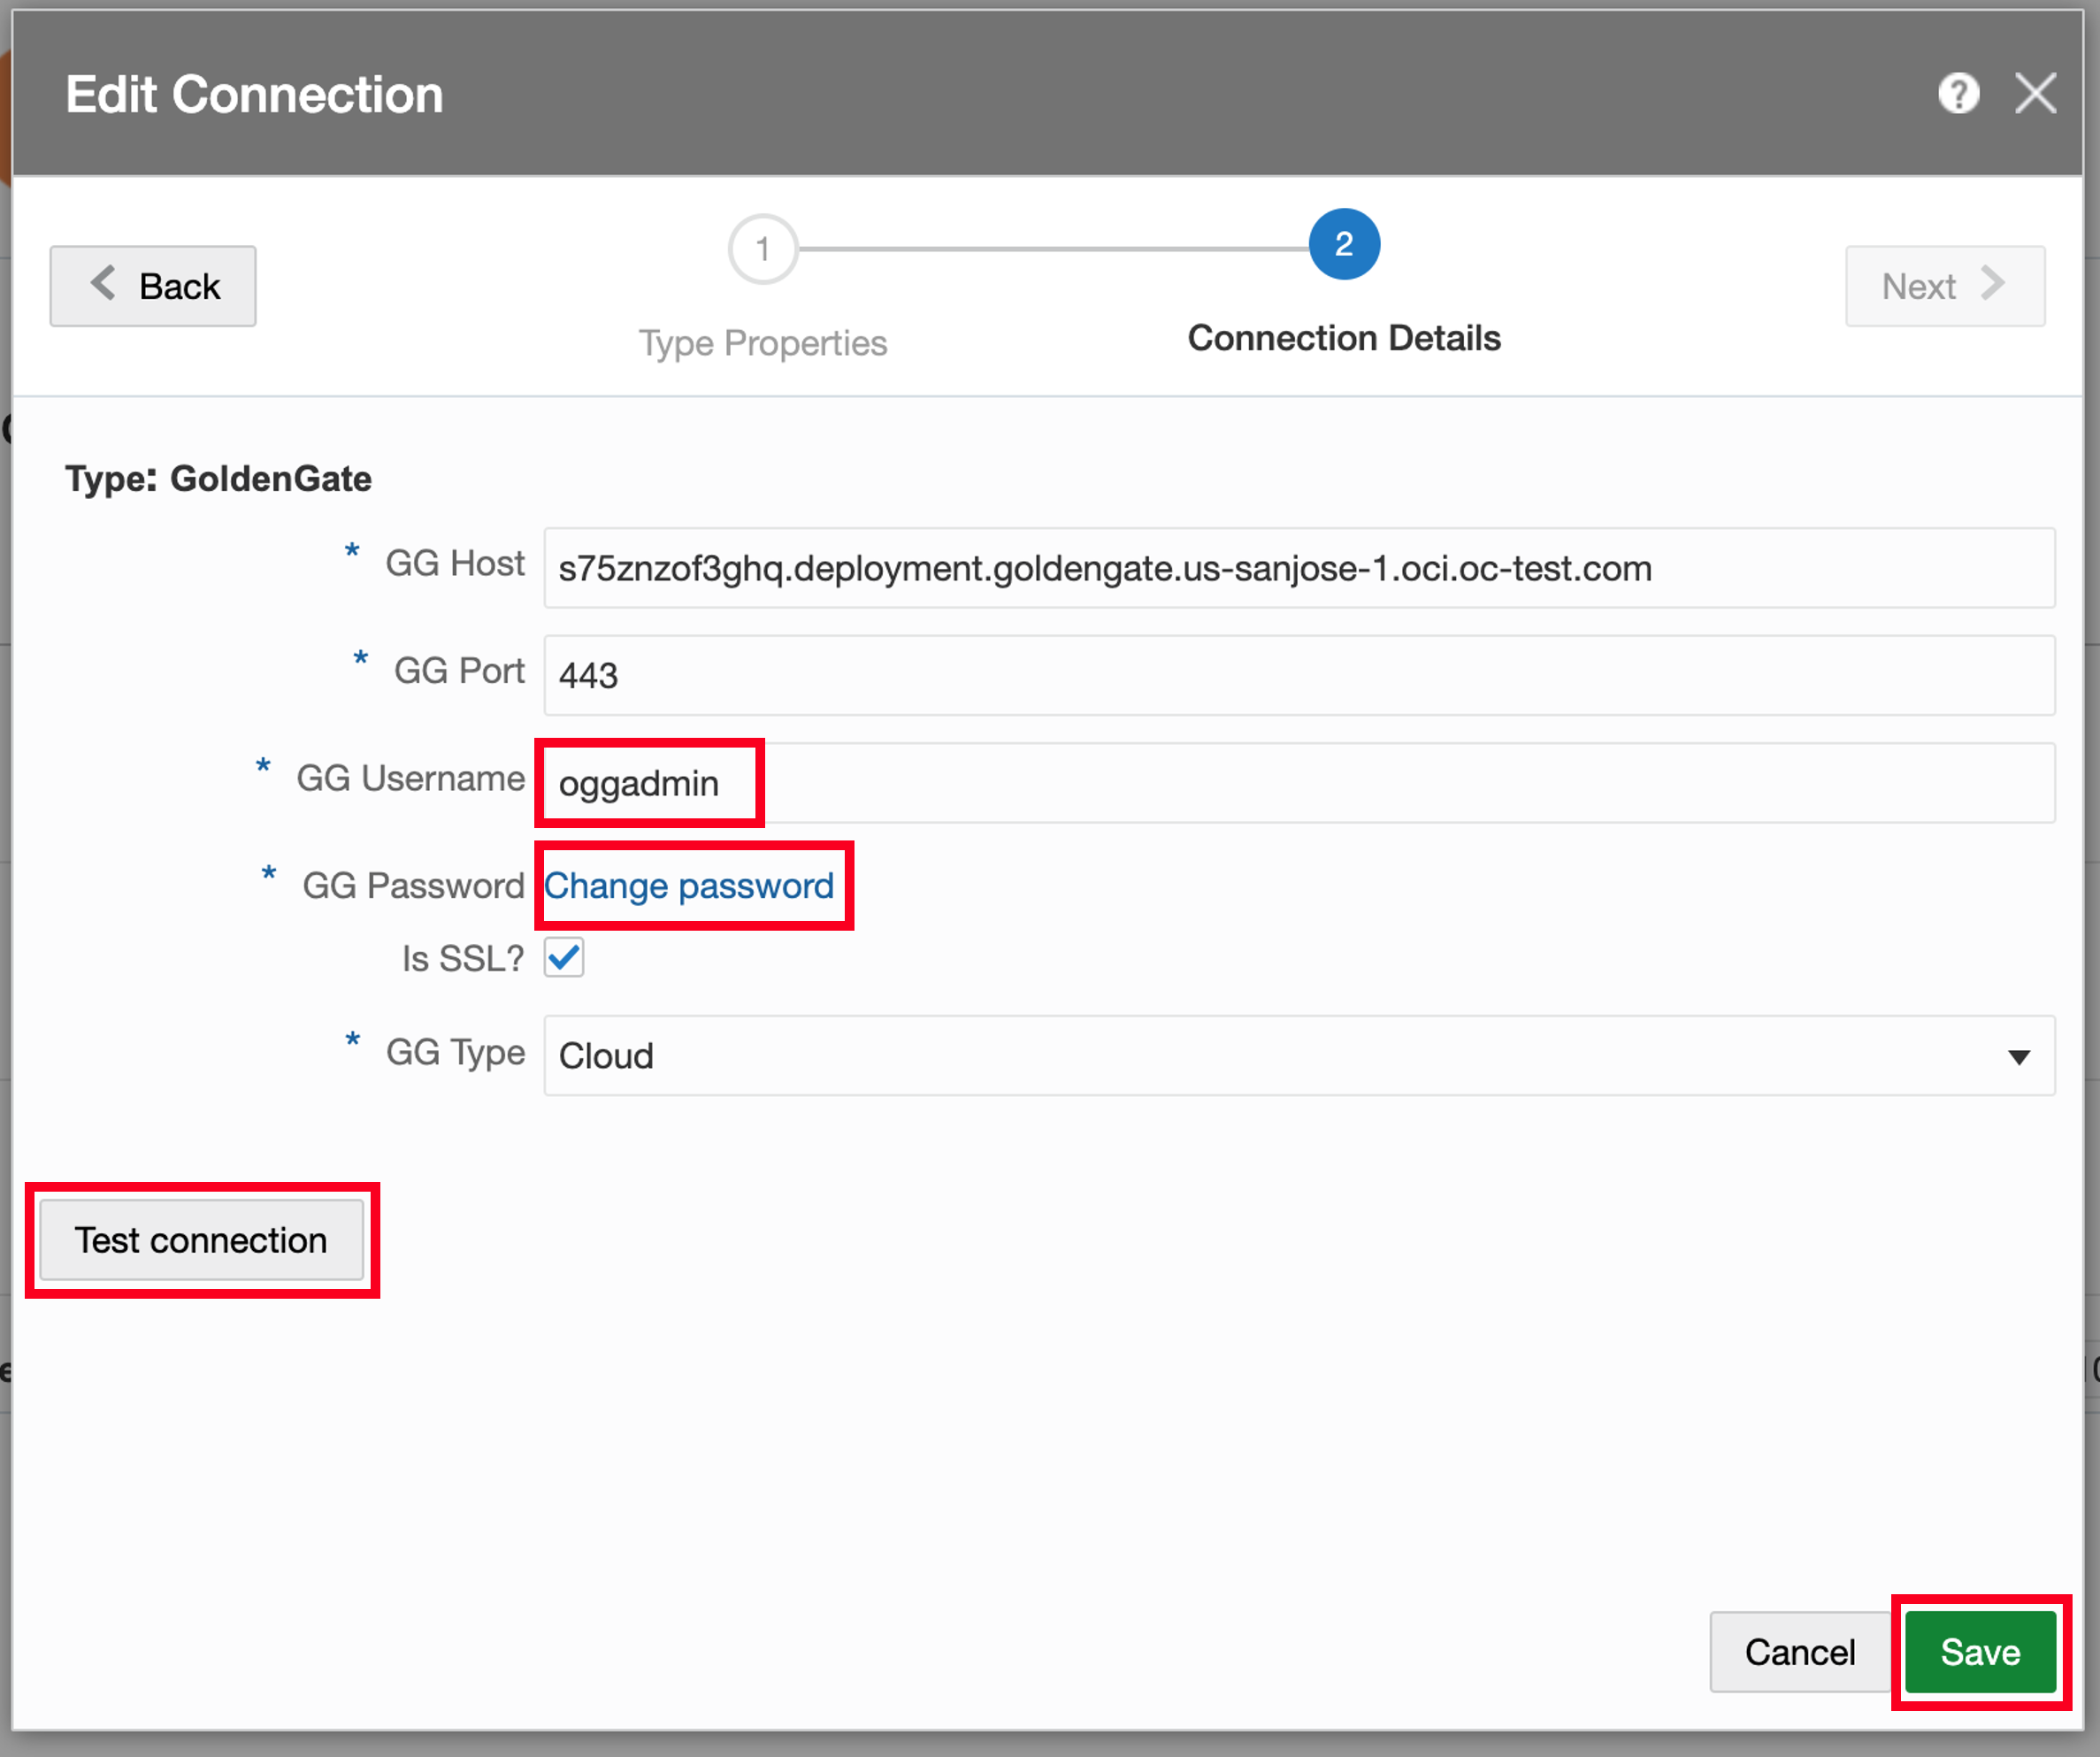 Edit Connection
?
Back
1
2
Next
Type Properties
Connection Details
Type: GoldenGate
* GG Host s75znzof3ghq.deployment.goldengate.us-sanjose-1.oci.oc-test.com
* GG Port 443
* GG Username oggadmin
* GG Password Change password
Is SSL?
* GG Type Cloud
Test connection
Cancel
Save